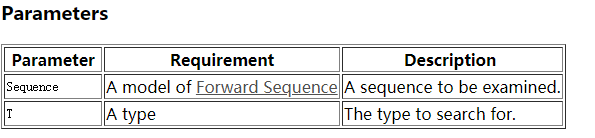 Parameters
Parameter Requirement Description
Sequence A model of Forward Sequence A sequence to be examined.
T A type The type to search for.